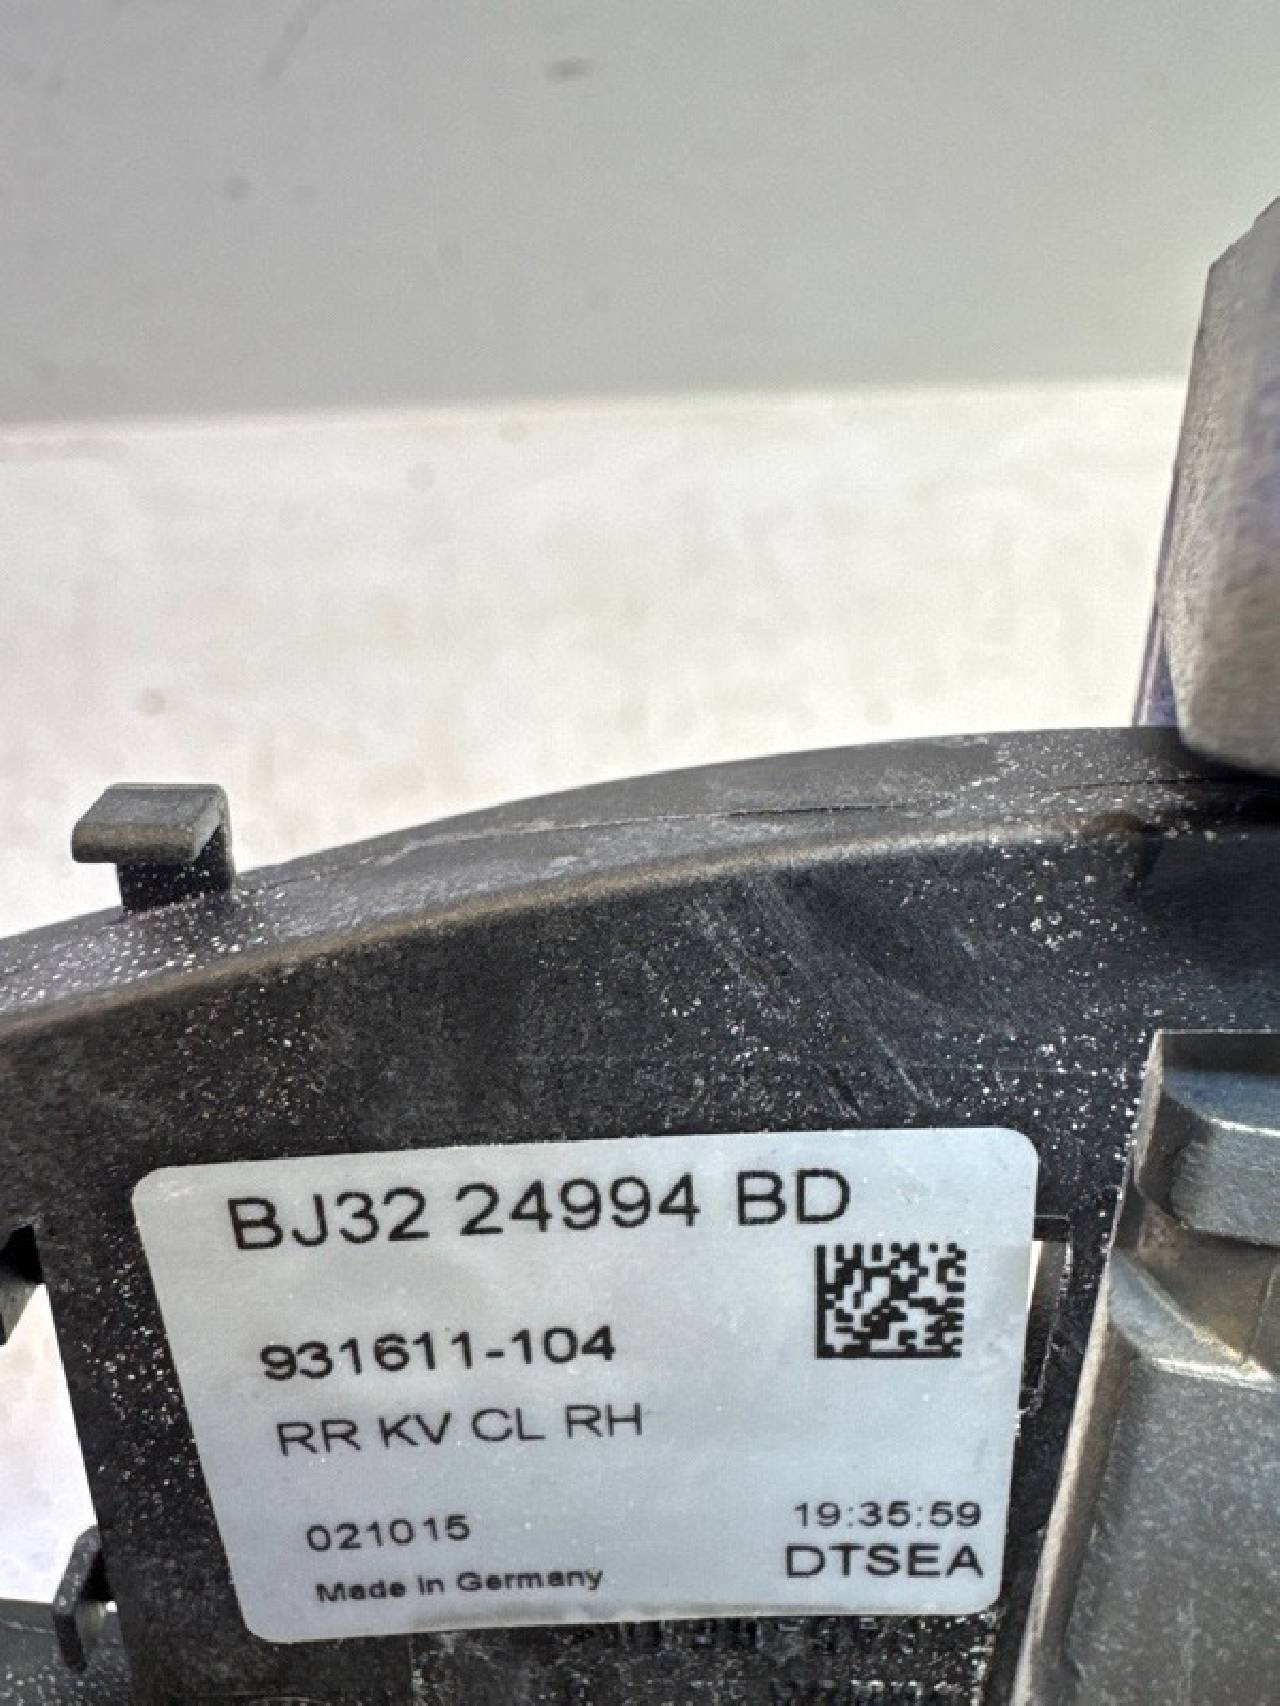 BJ32 24994 BD
931611-104
RR KV CL RH
021015
19:35:59
Made in Germany
DTSEA